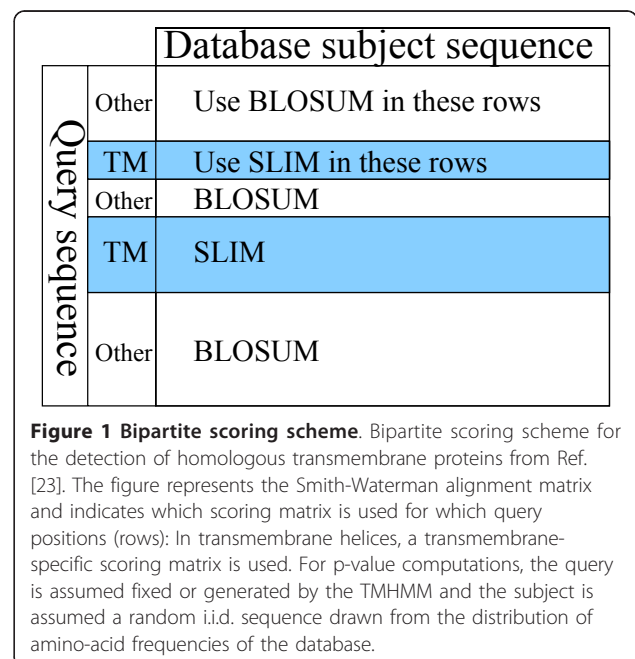 Database subject sequence
Query sequence
Other Use BLOSUM in these rows
TM Use SLIM in these rows
Other BLOSUM
TM SLIM
Other BLOSUM
Figure 1 Bipartite scoring scheme. Bipartite scoring scheme for
the detection of homologous transmembrane proteins from Ref.
[23]. The figure represents the Smith-Waterman alignment matrix
and indicates which scoring matrix is used for which query
positions (rows): In transmembrane helices, a transmembrane-
specific scoring matrix is used. For p-value computations, the query
is assumed fixed or generated by the TMHMM and the subject is
assumed a random i.i.d. sequence drawn from the distribution of
amino-acid frequencies of the database.